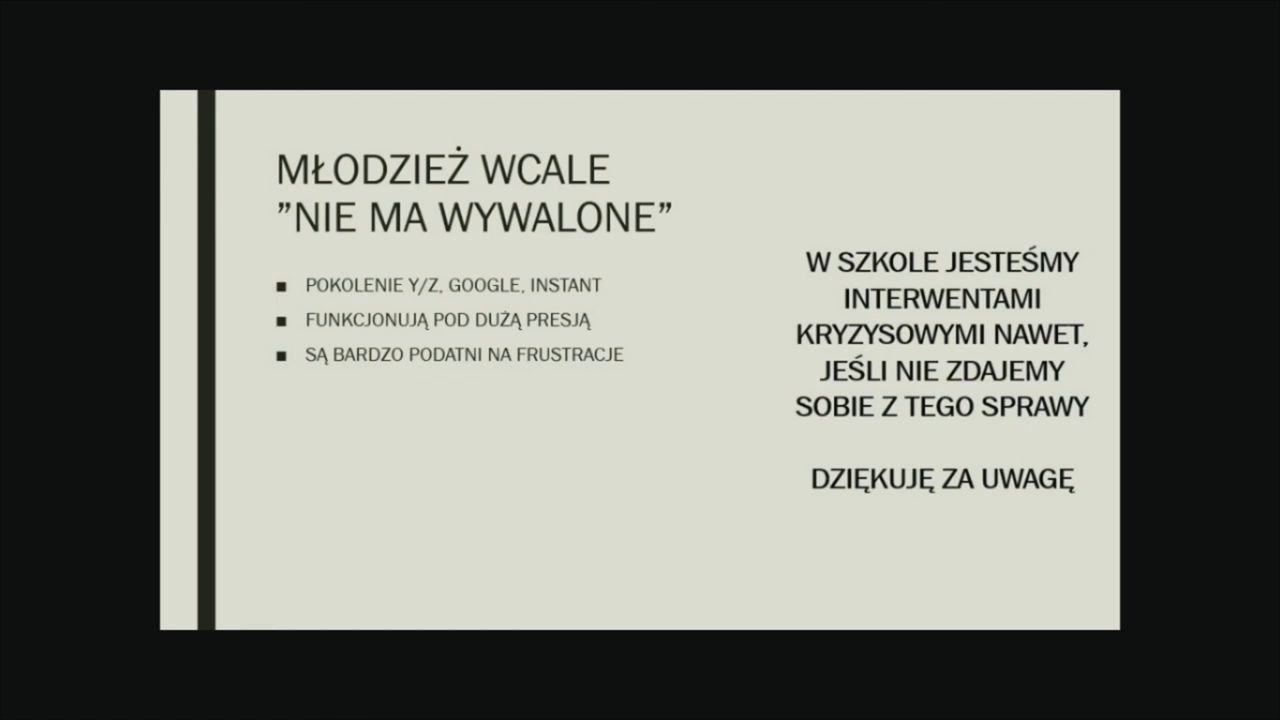 MŁODZIEŻ WCALE
”NIE MA WYWALONE”
■ POKOLENIE Y/Z, GOOGLE, INSTANT
■ FUNKCJONUJĄ POD DUŻĄ PRESJĄ
■ SĄ BARDZO PODATNI NA FRUSTRACJE
W SZKOLE JESTEŚMY
INTERWENTAMI
KRYZYSOWYMI NAWET,
JEŚLI NIE ZDAJEMY
SOBIE Z TEGO SPRAWY
DZIĘKUJĘ ZA UWAGĘ